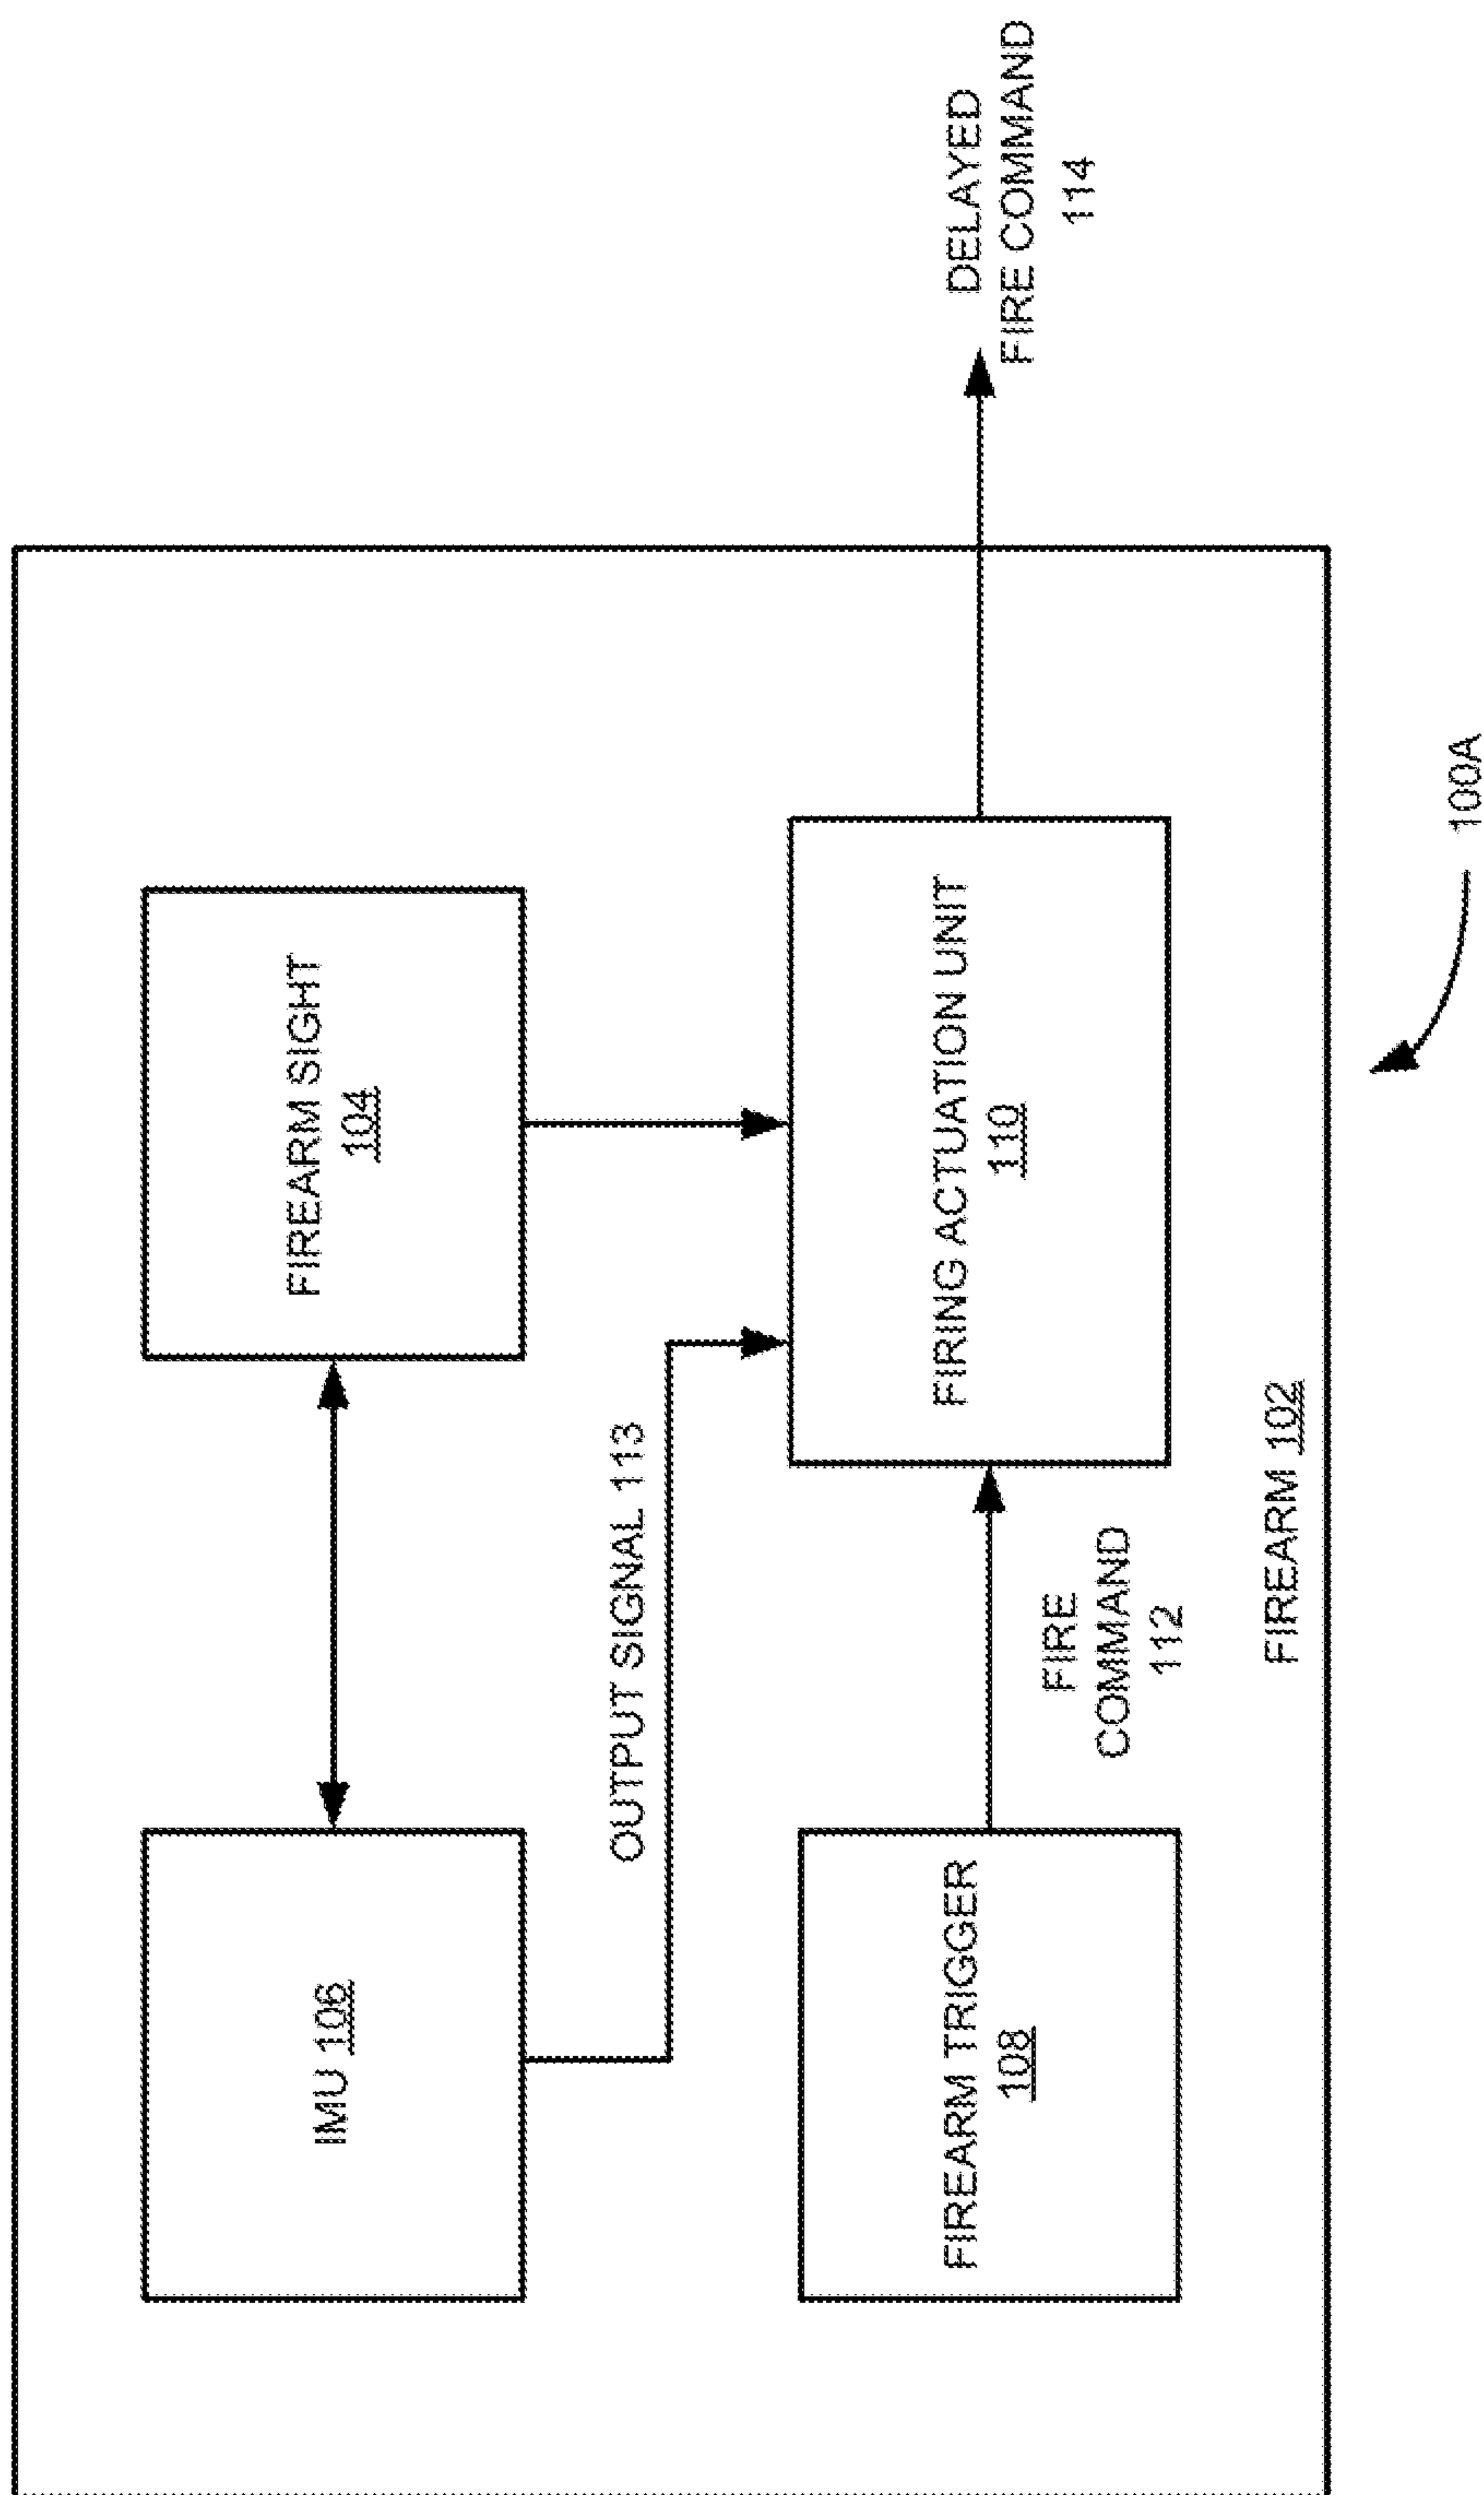 IMU 106
FIREARM SIGHT
104
OUTPUT SIGNAL 113
FIREARM TRIGGER
108
FIRE
COMMAND
112
FIRING ACTUATION UNIT
110
DELAYED
FIRE COMMAND
114
FIREARM 102
100A